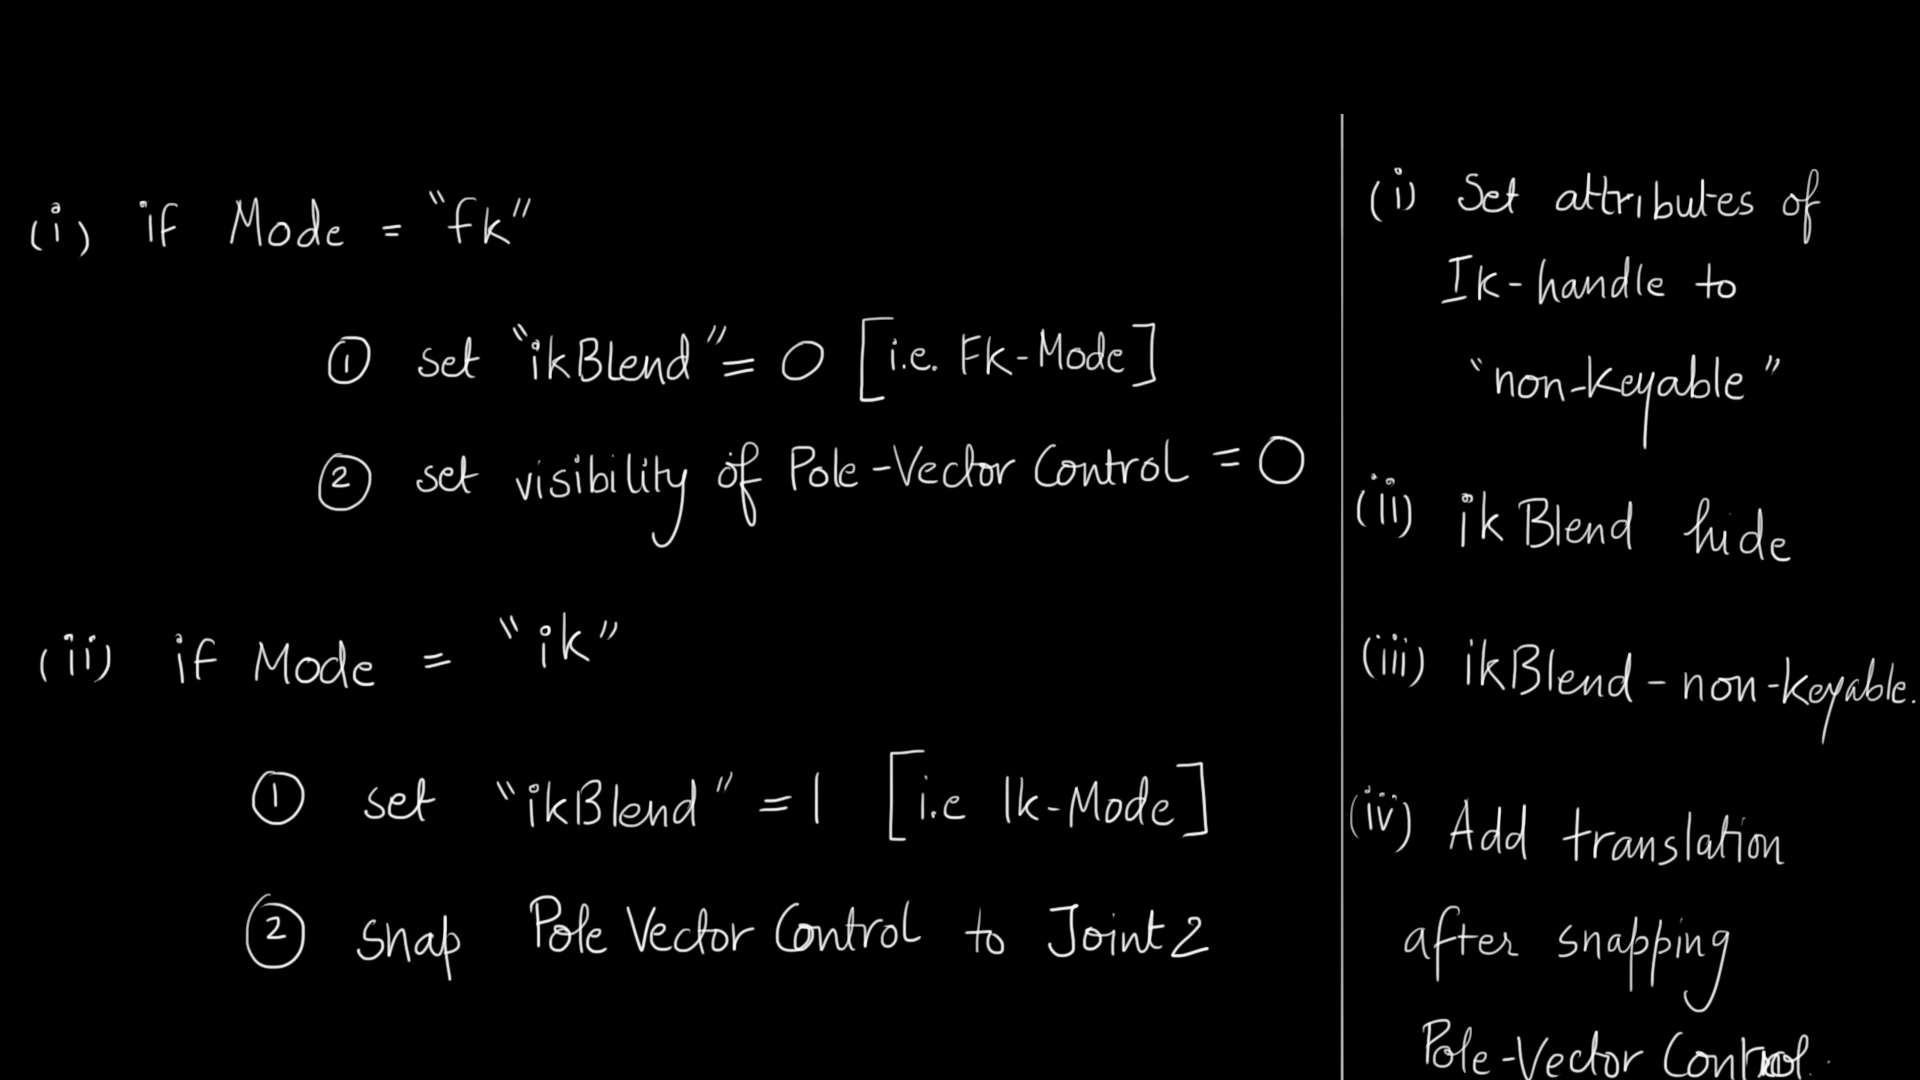 (i) if Mode = "fk"
① set "ikBlend" = 0 [i.e. Fk-Mode]
② set visibility of Pole-Vector Control = 0
(ii) if Mode = "ik"
① set "ikBlend" = 1 [i.e Ik-Mode]
② snap Pole Vector Control to Joint 2
(i) Set attributes of
Ik-handle to
"non-keyable"
(ii) ikBlend hide
(iii) ikBlend - non-keyable.
(iv) Add translation
after snapping
Pole-Vector Control.